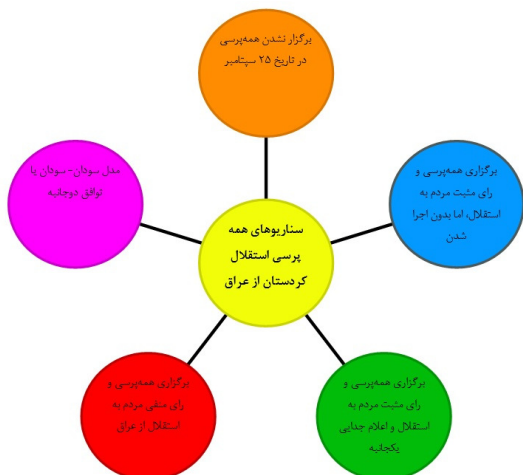 برگزار نشدن همه‌پرسی
در تاریخ ۲۵ سپتامبر
برگزاری همه‌پرسی و
رای مثبت مردم به
استقلال، اما بدون اجرا
شدن
مدل سودان-سودان یا
توافق دوجانبه
سناریوهای همه
پرسی استقلال
کردستان از عراق
برگزاری همه‌پرسی و
رای منفی مردم به
استقلال از عراق
برگزاری همه‌پرسی و
رای مثبت مردم به
استقلال و اعلام جدایی
یکجانبه